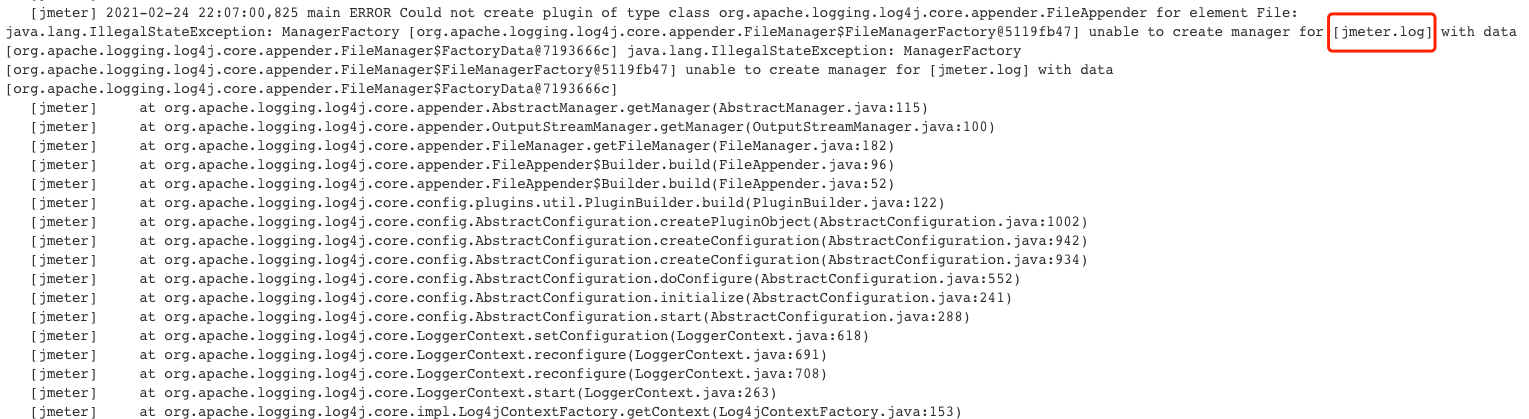 [jmeter] 2021-02-24 22:07:00,825 main ERROR Could not create plugin of type class org.apache.logging.log4j.core.appender.FileAppender for element File:
java.lang.IllegalStateException: ManagerFactory [org.apache.logging.log4j.core.appender.FileManager$FileManagerFactory@5119fb47] unable to create manager for [jmeter.log] with data
[org.apache.logging.log4j.core.appender.FileManager$FactoryData@7193666c] java.lang.IllegalStateException: ManagerFactory
[org.apache.logging.log4j.core.appender.FileManager$FileManagerFactory@5119fb47] unable to create manager for [jmeter.log] with data
[org.apache.logging.log4j.core.appender.FileManager$FactoryData@7193666c]
[jmeter]     at org.apache.logging.log4j.core.appender.AbstractManager.getManager(AbstractManager.java:115)
[jmeter]     at org.apache.logging.log4j.core.appender.OutputStreamManager.getManager(OutputStreamManager.java:100)
[jmeter]     at org.apache.logging.log4j.core.appender.FileManager.getFileManager(FileManager.java:182)
[jmeter]     at org.apache.logging.log4j.core.appender.FileAppender$Builder.build(FileAppender.java:96)
[jmeter]     at org.apache.logging.log4j.core.appender.FileAppender$Builder.build(FileAppender.java:52)
[jmeter]     at org.apache.logging.log4j.core.config.plugins.util.PluginBuilder.build(PluginBuilder.java:122)
[jmeter]     at org.apache.logging.log4j.core.config.AbstractConfiguration.createPluginObject(AbstractConfiguration.java:1002)
[jmeter]     at org.apache.logging.log4j.core.config.AbstractConfiguration.createConfiguration(AbstractConfiguration.java:942)
[jmeter]     at org.apache.logging.log4j.core.config.AbstractConfiguration.createConfiguration(AbstractConfiguration.java:934)
[jmeter]     at org.apache.logging.log4j.core.config.AbstractConfiguration.doConfigure(AbstractConfiguration.java:552)
[jmeter]     at org.apache.logging.log4j.core.config.AbstractConfiguration.initialize(AbstractConfiguration.java:241)
[jmeter]     at org.apache.logging.log4j.core.config.AbstractConfiguration.start(AbstractConfiguration.java:288)
[jmeter]     at org.apache.logging.log4j.core.LoggerContext.setConfiguration(LoggerContext.java:618)
[jmeter]     at org.apache.logging.log4j.core.LoggerContext.reconfigure(LoggerContext.java:691)
[jmeter]     at org.apache.logging.log4j.core.LoggerContext.reconfigure(LoggerContext.java:708)
[jmeter]     at org.apache.logging.log4j.core.LoggerContext.start(LoggerContext.java:263)
[jmeter]     at org.apache.logging.log4j.core.impl.Log4jContextFactory.getContext(Log4jContextFactory.java:153)